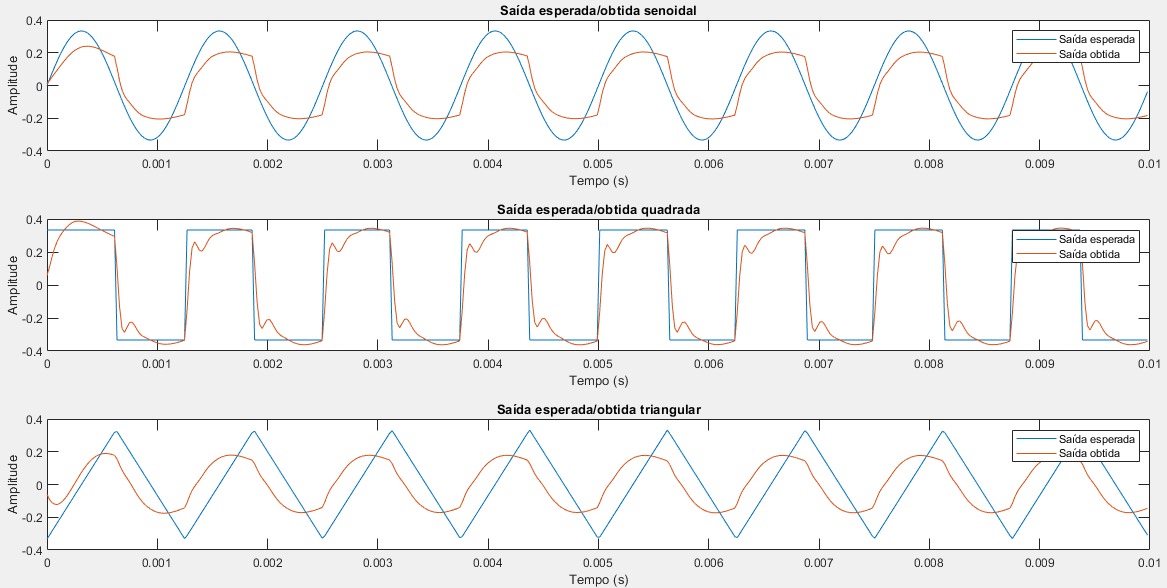 Saída esperada/obtida senoidal
0.4
0.2
0
-0.2
-0.4
Amplitude
Saída esperada
Saída obtida
0 0.001 0.002 0.003 0.004 0.005 0.006 0.007 0.008 0.009 0.01
Tempo (s)
Saída esperada/obtida quadrada
0.4
0.2
0
-0.2
-0.4
Amplitude
Saída esperada
Saída obtida
0 0.001 0.002 0.003 0.004 0.005 0.006 0.007 0.008 0.009 0.01
Tempo (s)
Saída esperada/obtida triangular
0.4
0.2
0
-0.2
-0.4
Amplitude
Saída esperada
Saída obtida
0 0.001 0.002 0.003 0.004 0.005 0.006 0.007 0.008 0.009 0.01
Tempo (s)